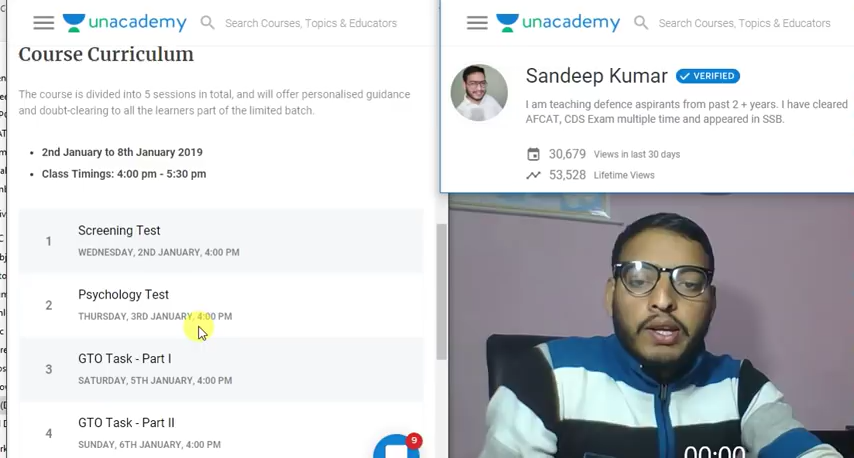 unacademy
Search Courses, Topics & Educators
Course Curriculum
The course is divided into 5 sessions in total, and will offer personalised guidance
and doubt-clearing to all the learners part of the limited batch.
• 2nd January to 8th January 2019
• Class Timings: 4:00 pm - 5:30 pm
1
Screening Test
WEDNESDAY, 2ND JANUARY, 4:00 PM
2
Psychology Test
THURSDAY, 3RD JANUARY, 4:00 PM
3
GTO Task - Part I
SATURDAY, 5TH JANUARY, 4:00 PM
4
GTO Task - Part II
SUNDAY, 6TH JANUARY, 4:00 PM
9
unacademy
Search Courses, Topics & Educators
Sandeep Kumar
VERIFIED
I am teaching defence aspirants from past 2 + years. I have cleared
AFCAT, CDS Exam multiple time and appeared in SSB.
30,679 Views in last 30 days
53,528 Lifetime Views
00:00